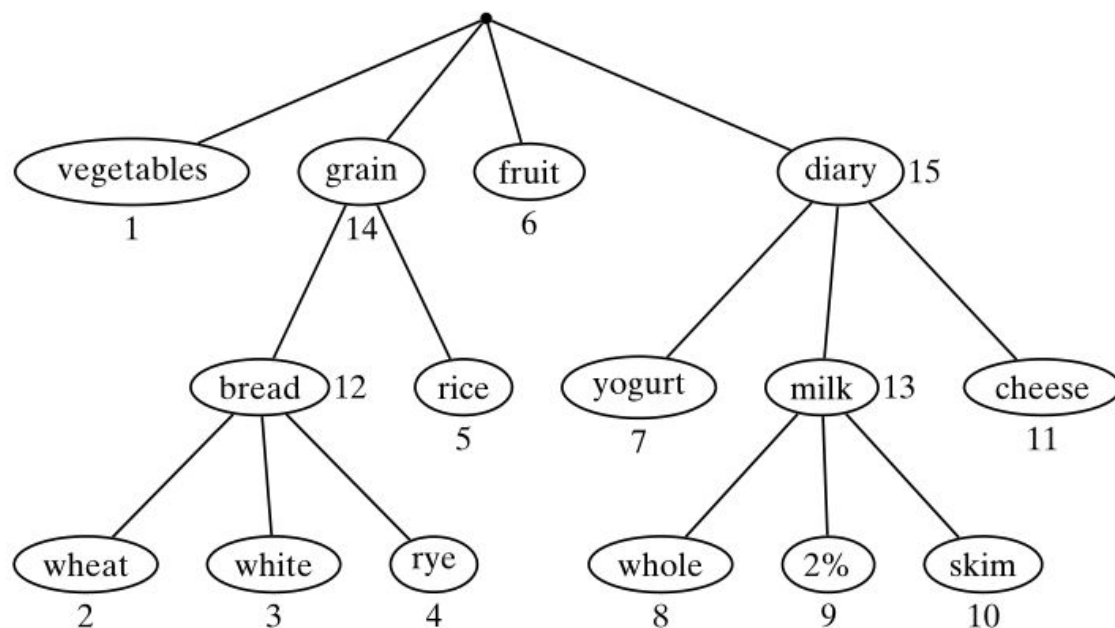 vegetables grain fruit diary 15
1 14 6
bread 12 rice yogurt milk 13 cheese
5 7 11
wheat white rye whole 2% skim
2 3 4 8 9 10